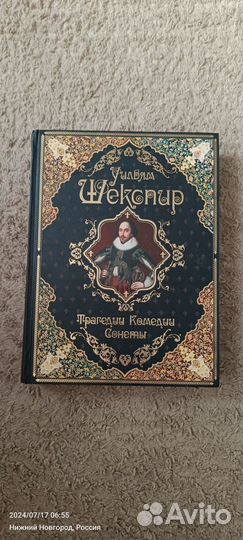 Уильям
Шекспир
Трагедии Комедии
Сонеты
2024/07/17 06:55
Нижний Новгород, Россия
Avito